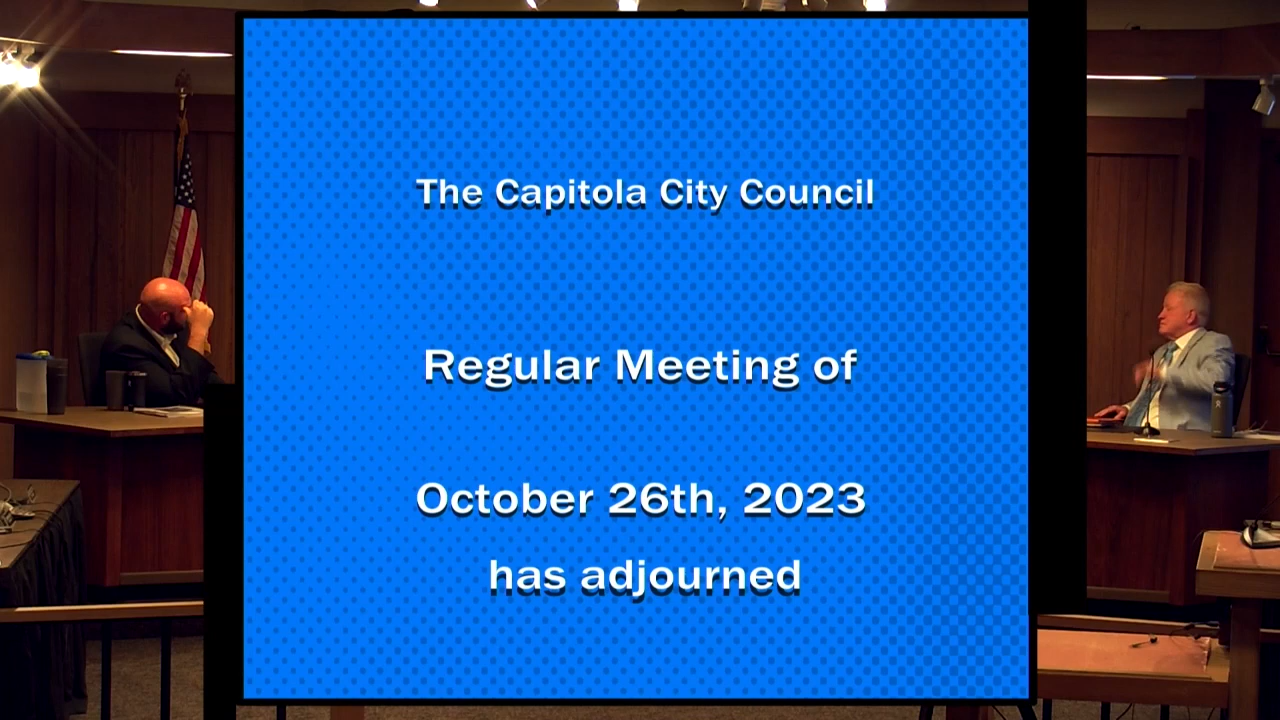 The Capitola City Council
Regular Meeting of
October 26th, 2023
has adjourned